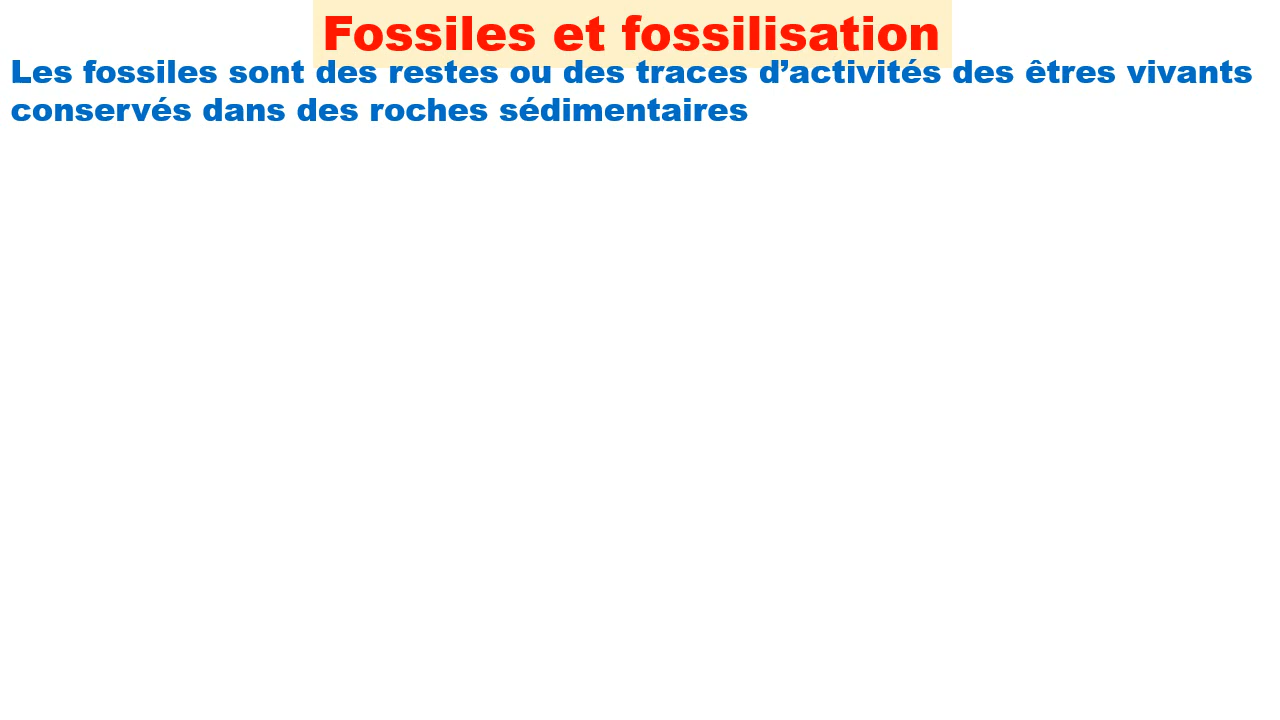 Fossiles et fossilisation
Les fossiles sont des restes ou des traces d’activités des êtres vivants
conservés dans des roches sédimentaires